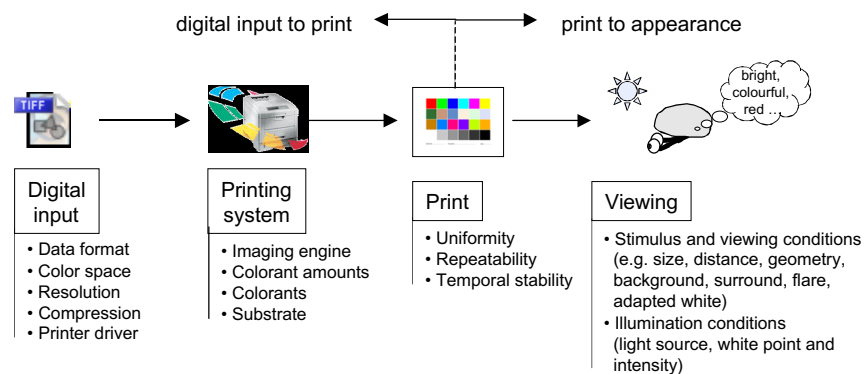 digital input to print
print to appearance
TIFF
bright,
colourful,
red ...
Digital
input
• Data format
• Color space
• Resolution
• Compression
• Printer driver
Printing
system
• Imaging engine
• Colorant amounts
• Colorants
• Substrate
Print
• Uniformity
• Repeatability
• Temporal stability
Viewing
• Stimulus and viewing conditions
(e.g. size, distance, geometry,
background, surround, flare,
adapted white)
• Illumination conditions
(light source, white point and
intensity)